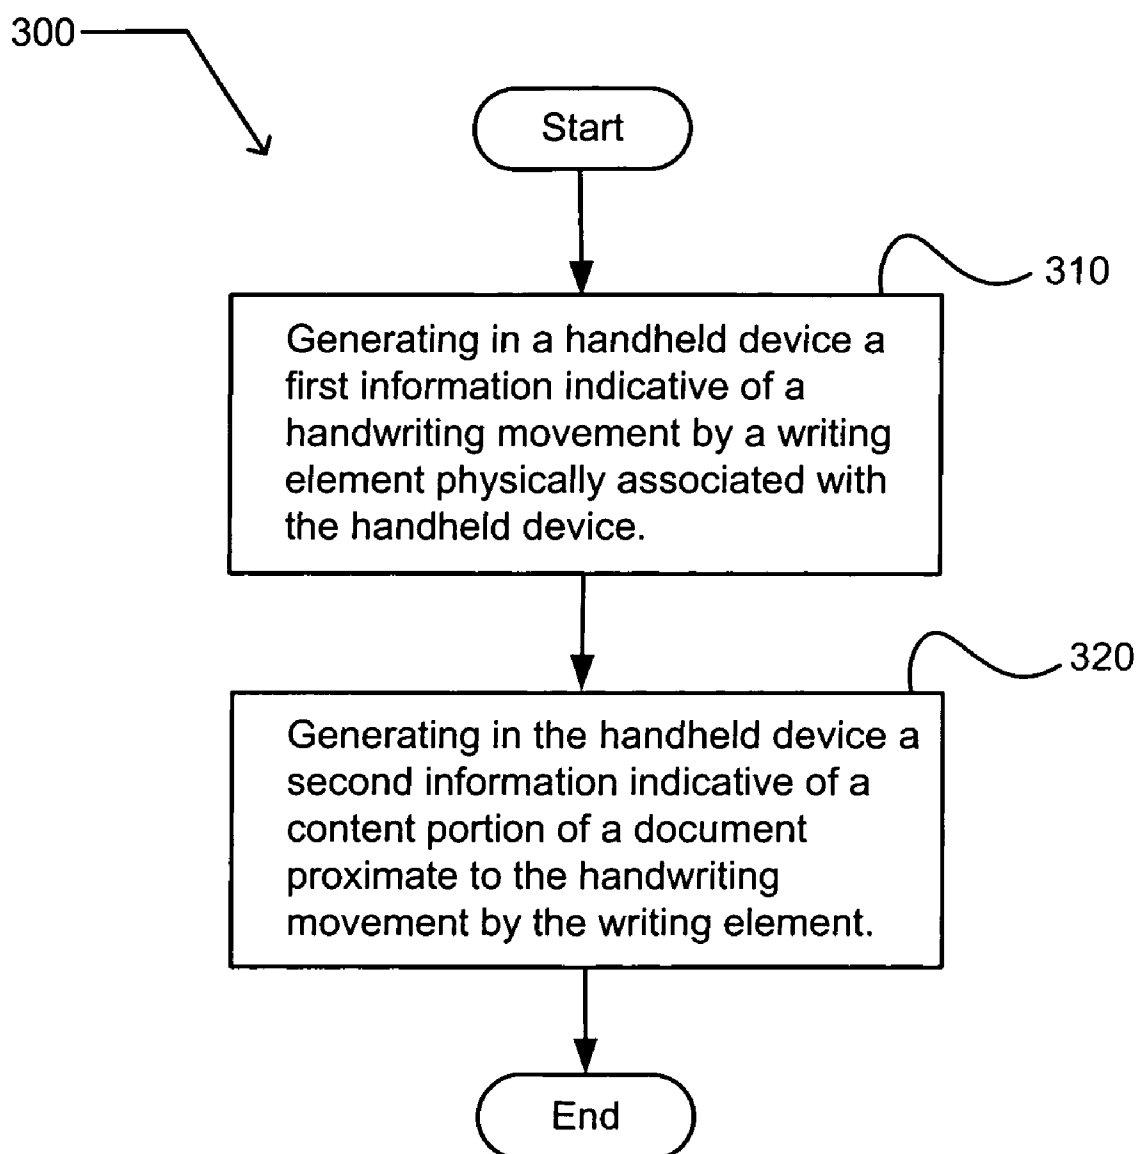 300
Start
310
Generating in a handheld device a
first information indicative of a
handwriting movement by a writing
element physically associated with
the handheld device.
320
Generating in the handheld device a
second information indicative of a
content portion of a document
proximate to the handwriting
movement by the writing element.
End